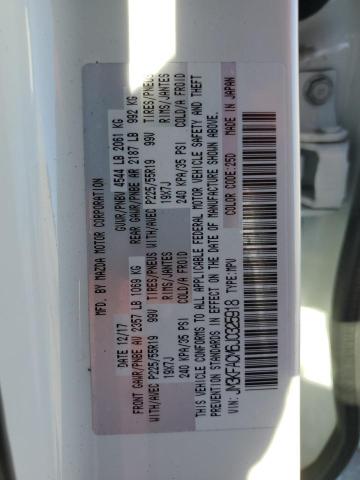 MFD. BY MAZDA MOTOR CORPORATION
DATE 12/17 GVWR/PNBV 4544 LB 2061 KG
FRONT GAWR/PNBE AV 2357 LB 1069 KG REAR GAWR/PNBE AR 2187 LB 992 KG
WITH/AVEC P225/55R19 99V TIRES/PNEUS WITH/AVEC P225/55R19 99V TIRES/PNEUS
19X7J RIMS/JANTES 19X7J RIMS/JANTES
240 KPA/35 PSI COLD/A FROID 240 KPA/35 PSI COLD/A FROID
THIS VEHICLE CONFORMS TO ALL APPLICABLE FEDERAL MOTOR VEHICLE SAFETY AND THEFT
PREVENTION STANDARDS IN EFFECT ON THE DATE OF MANUFACTURE SHOWN ABOVE.
COLOR CODE:25D MADE IN JAPAN
VIN: JM3KFADM8J0325918 TYPE:MPV